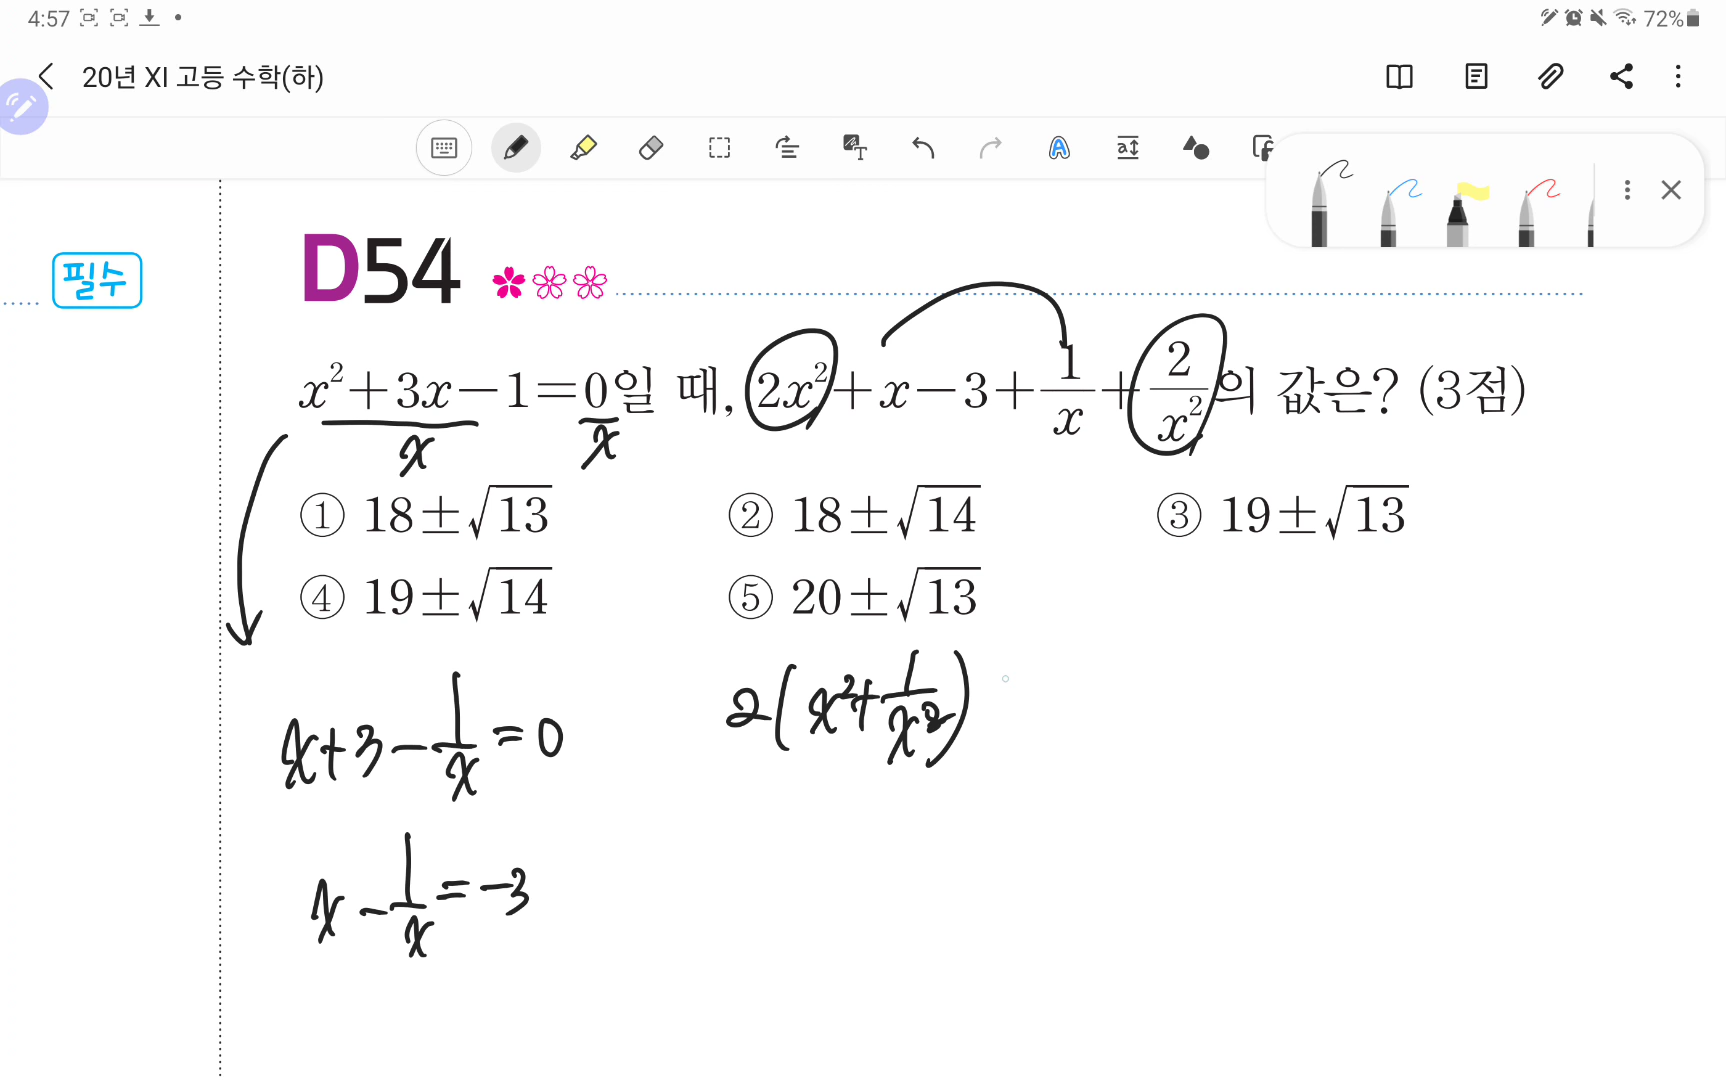 4:57 72%
20년 XI 고등 수학(하)
필수
D54
x²+3x−1=0일 때, 2x²+x−3+1/x+2/x²의 값은? (3점)
x x
① 18±√13 ② 18±√14 ③ 19±√13
④ 19±√14 ⑤ 20±√13
x+3−1/x=0 2(x²+1/x²)
x−1/x=−3